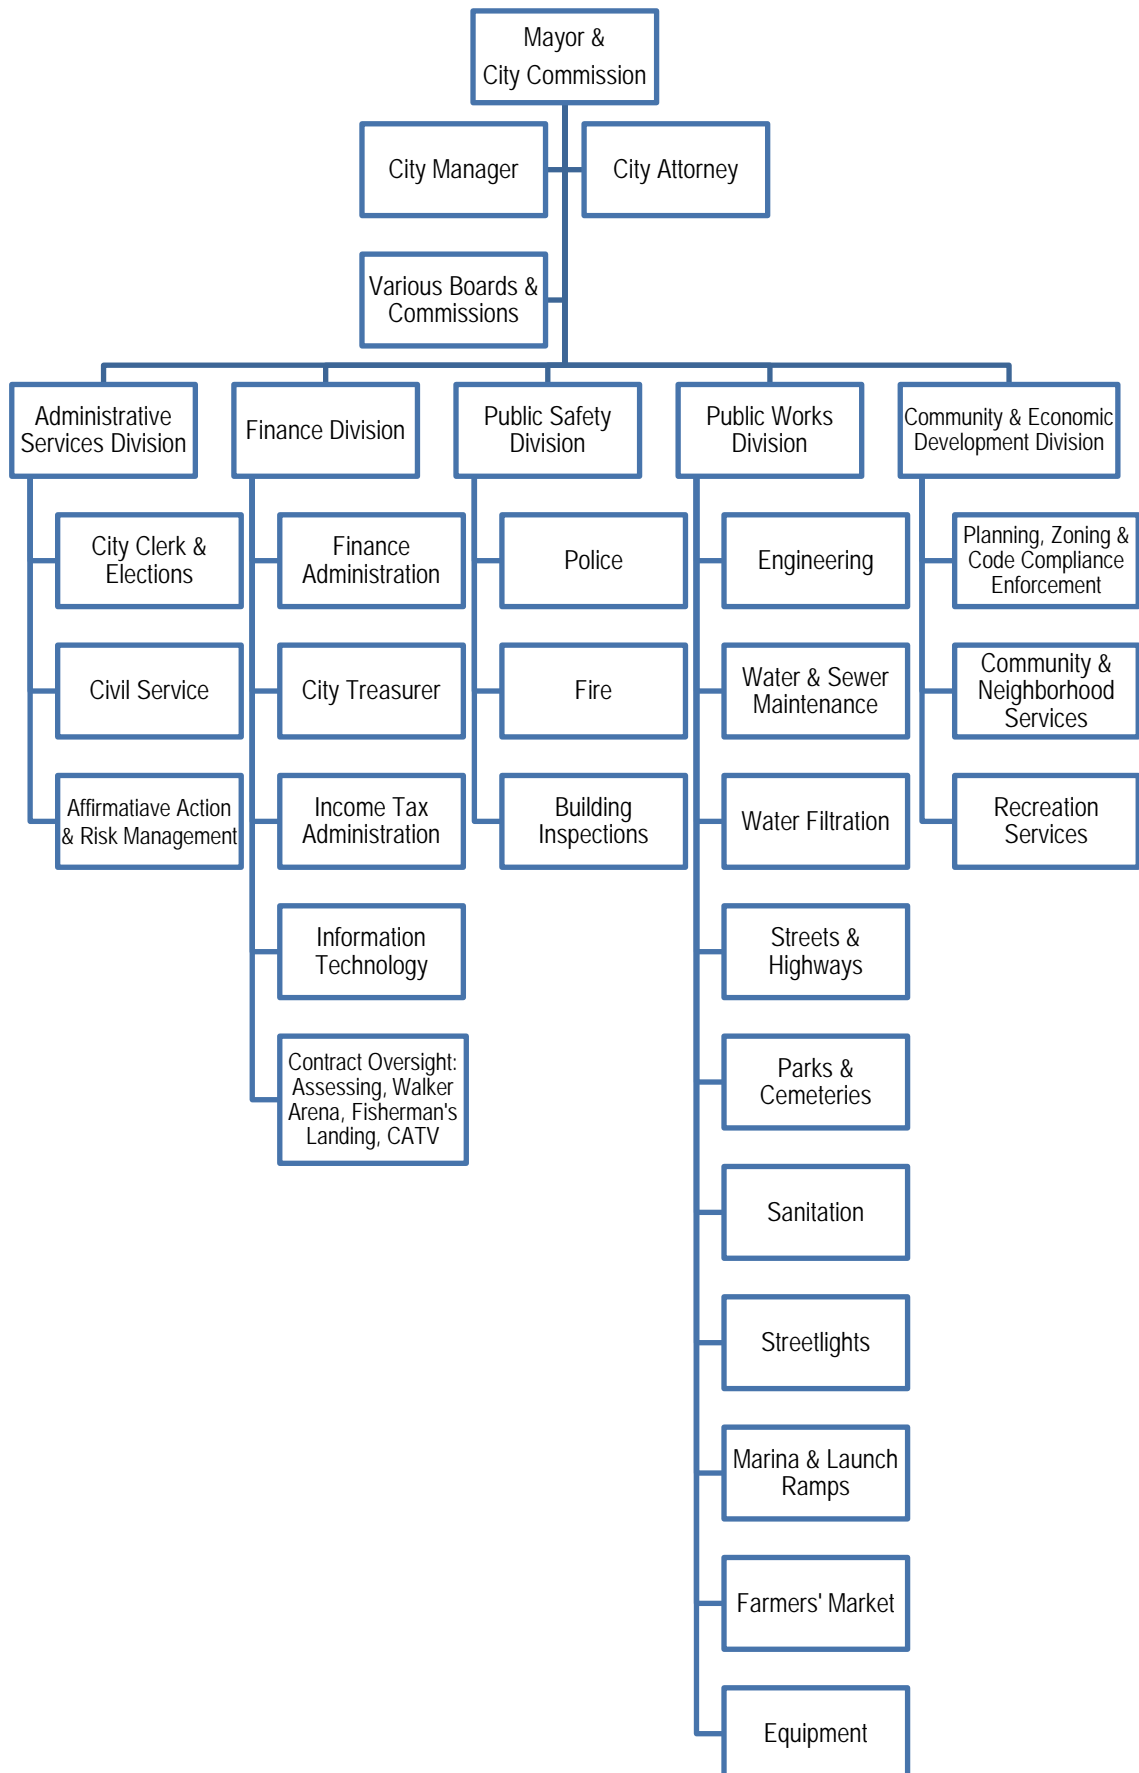 Mayor &
City Commission
City Manager
City Attorney
Various Boards &
Commissions
Administrative
Services Division
Finance Division
Public Safety
Division
Public Works
Division
Community & Economic
Development Division
City Clerk &
Elections
Civil Service
Affirmatiave Action
& Risk Management
Finance
Administration
City Treasurer
Income Tax
Administration
Information
Technology
Contract Oversight:
Assessing, Walker
Arena, Fisherman's
Landing, CATV
Police
Fire
Building
Inspections
Engineering
Water & Sewer
Maintenance
Water Filtration
Streets &
Highways
Parks &
Cemeteries
Sanitation
Streetlights
Marina & Launch
Ramps
Farmers' Market
Equipment
Planning, Zoning &
Code Compliance
Enforcement
Community &
Neighborhood
Services
Recreation
Services